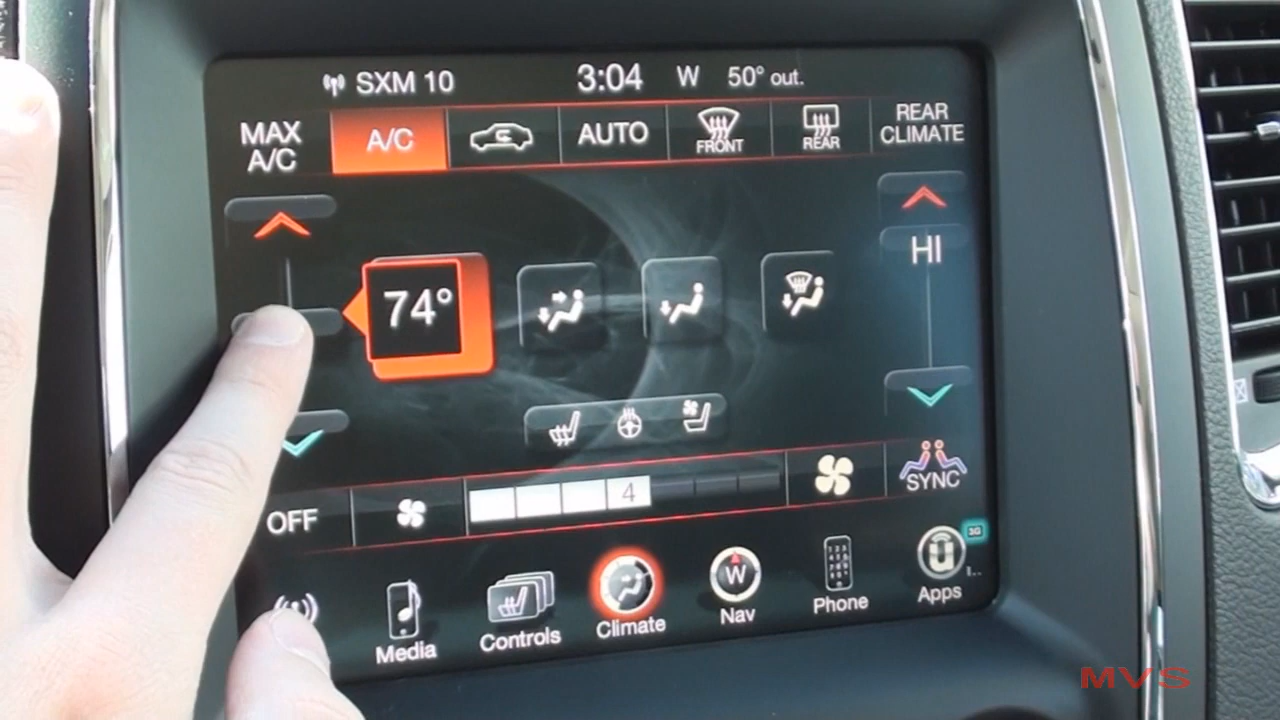 SXM 10 3:04 W 50° out.
MAX A/C
A/C
AUTO
FRONT
REAR
REAR CLIMATE
74°
HI
OFF
4
SYNC
Media
Controls
Climate
W
Nav
Phone
3G
Apps
MVS